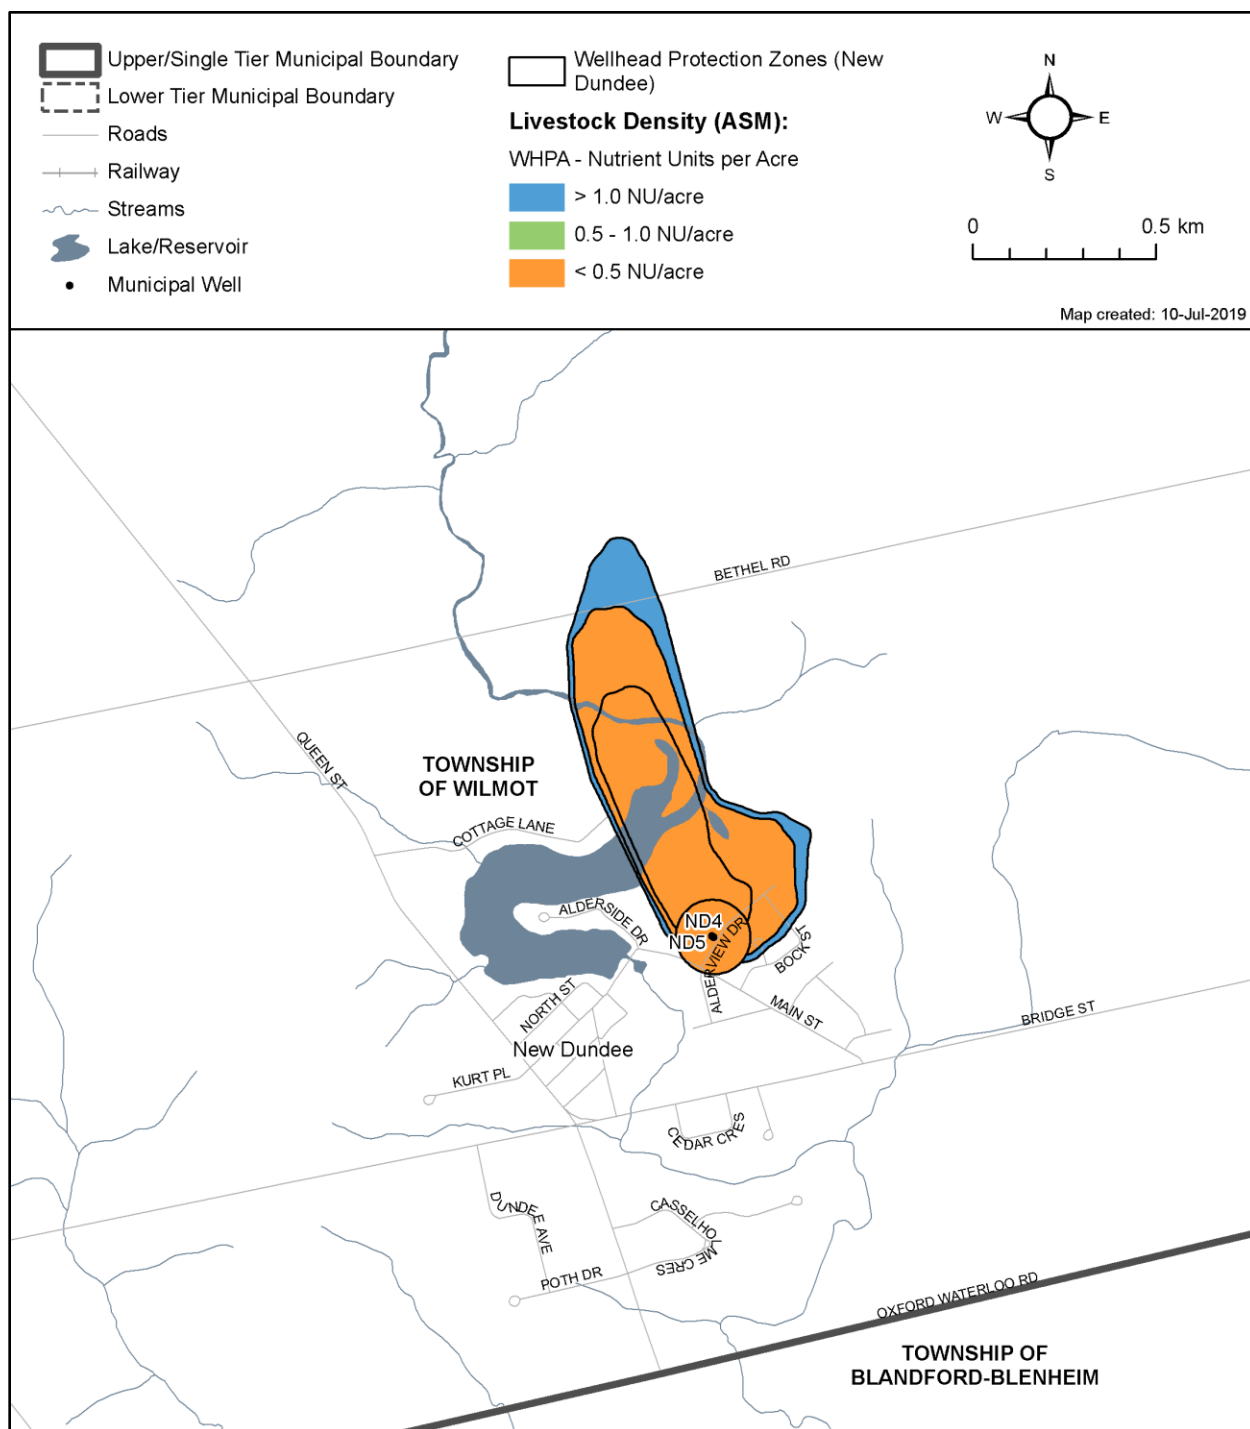 Upper/Single Tier Municipal Boundary
Lower Tier Municipal Boundary
Roads
Railway
Streams
Lake/Reservoir
Municipal Well
Wellhead Protection Zones (New
Dundee)
Livestock Density (ASM):
WHPA - Nutrient Units per Acre
> 1.0 NU/acre
0.5 - 1.0 NU/acre
< 0.5 NU/acre
N
W
E
S
0
0.5 km
Map created: 10-Jul-2019
BETHEL RD
QUEEN ST
TOWNSHIP
OF WILMOT
COTTAGE LANE
ALDERSIDE DR
ND4
ND5
ALDERVIEW DR
BOCK ST
NORTH ST
MAIN ST
BRIDGE ST
New Dundee
KURT PL
CEDAR CRES
DUNDEE AVE
CASSELHOLME CRES
POTH DR
OXFORD WATERLOO RD
TOWNSHIP OF
BLANDFORD-BLENHEIM